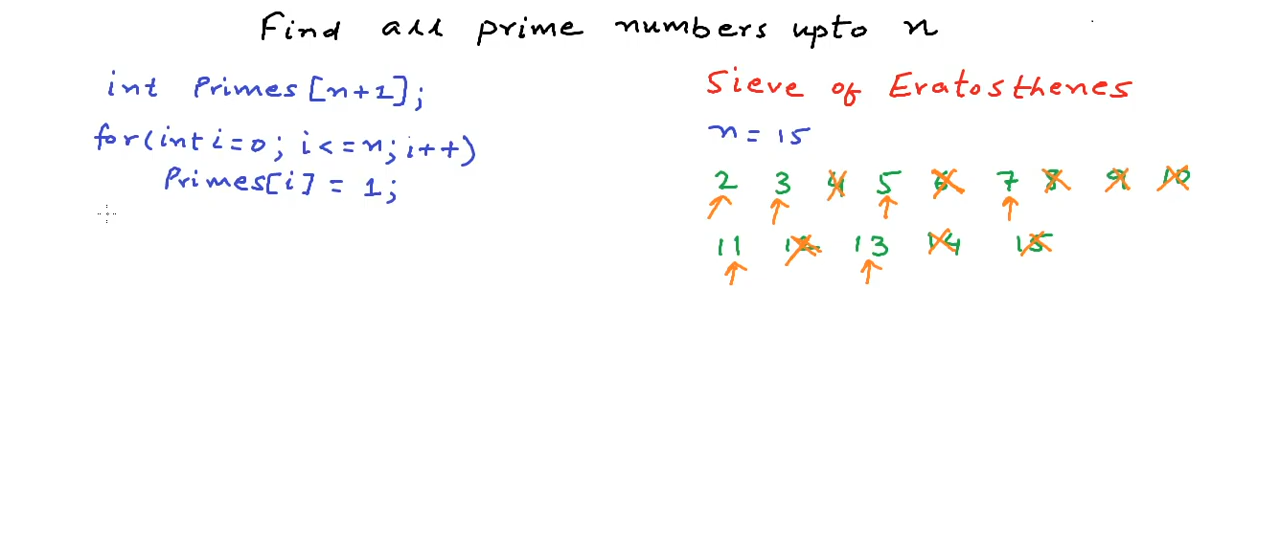 Find all prime numbers upto n
int Primes[n+1];
for(int i=0; i<=n; i++)
Primes[i] = 1;
Sieve of Eratosthenes
n = 15
2 3 4 5 6 7 8 9 10
11 12 13 14 15